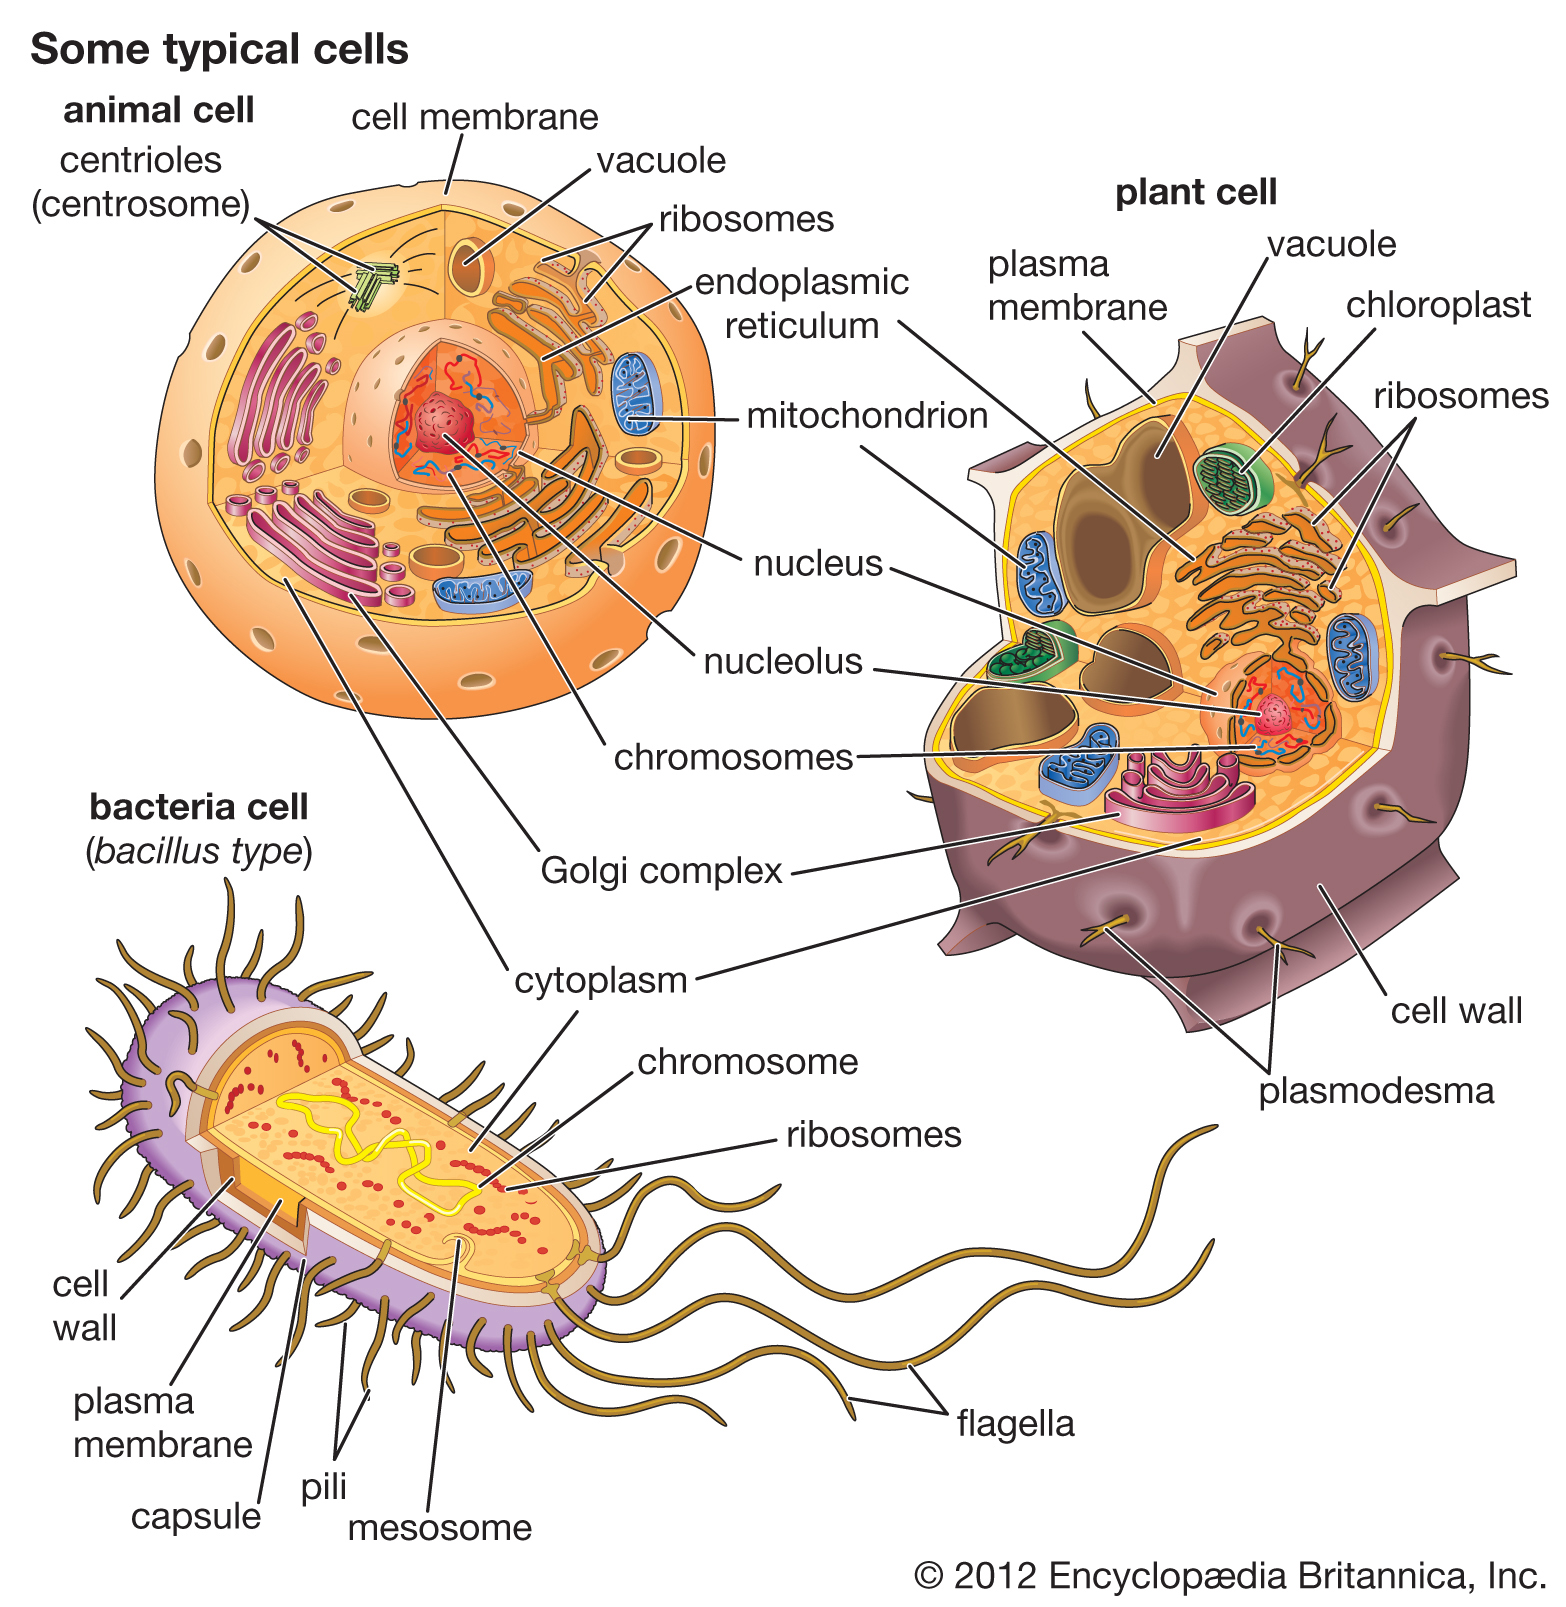 Some typical cells
animal cell
centrioles
(centrosome)
cell membrane
vacuole
ribosomes
endoplasmic
reticulum
mitochondrion
nucleus
nucleolus
chromosomes
Golgi complex
cytoplasm
plant cell
plasma
membrane
vacuole
chloroplast
ribosomes
cell wall
plasmodesma
bacteria cell
(bacillus type)
chromosome
ribosomes
cell
wall
plasma
membrane
capsule
pili
mesosome
flagella
© 2012 Encyclopædia Britannica, Inc.